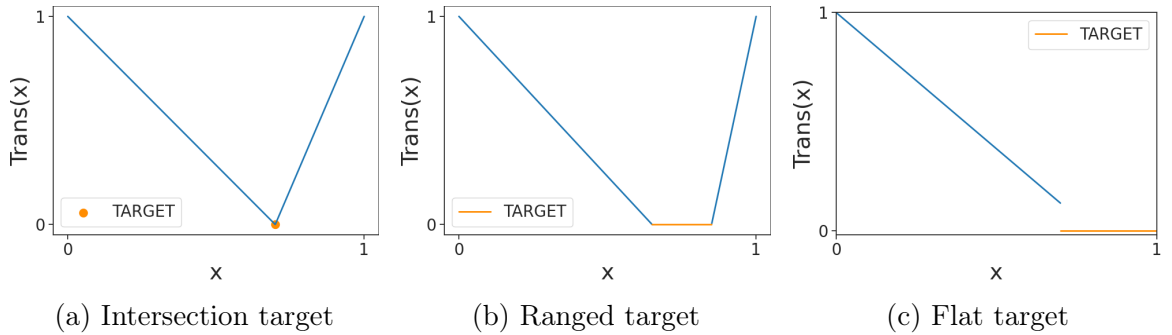 1
Trans(x)
0
TARGET
0
1
x
(a) Intersection target
1
Trans(x)
0
TARGET
0
1
x
(b) Ranged target
1
Trans(x)
0
TARGET
0
1
x
(c) Flat target